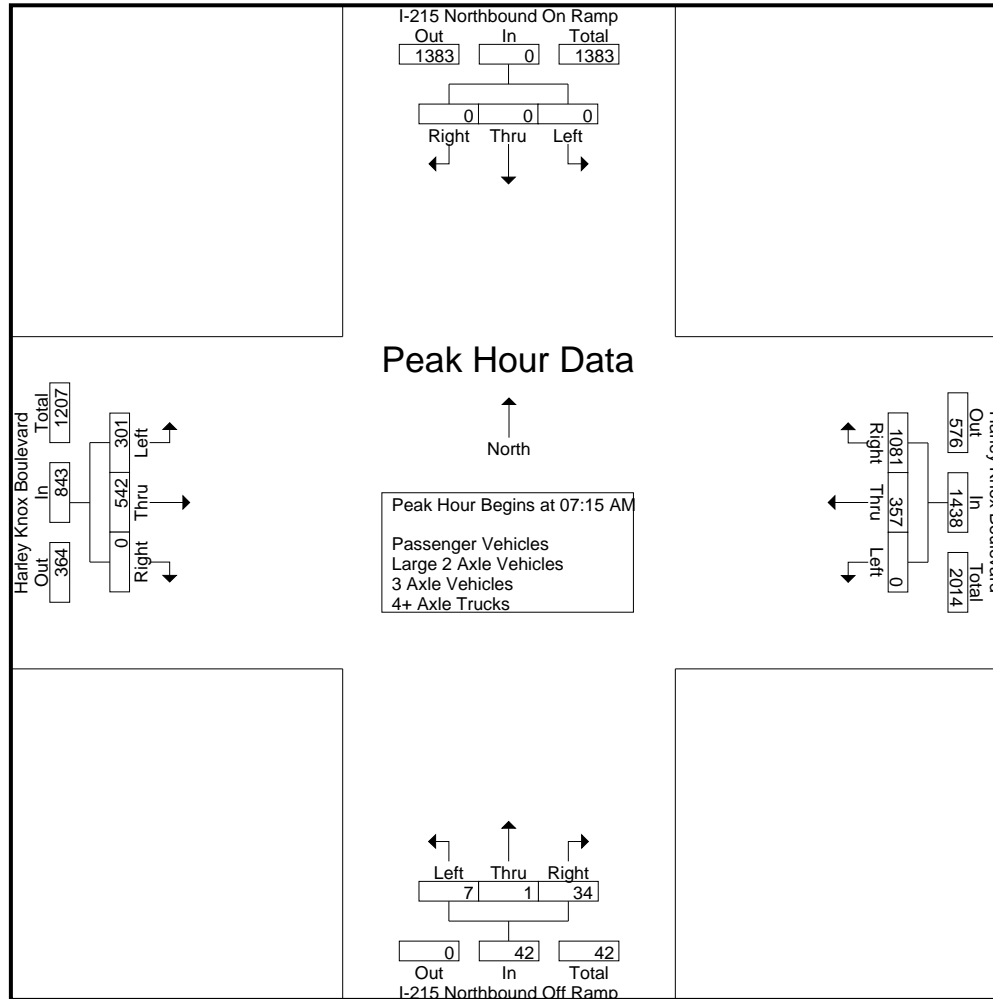 I-215 Northbound On Ramp
Out In Total
1383 0 1383
0 0 0
Right Thru Left
Peak Hour Data
North
Peak Hour Begins at 07:15 AM
Passenger Vehicles
Large 2 Axle Vehicles
3 Axle Vehicles
4+ Axle Trucks
Harley Knox Boulevard
Out In Total
364 843 1207
Left Thru Right
301 542 0
Harley Knox Boulevard
Out In Total
576 1438 2014
Right Thru Left
1081 357 0
Left Thru Right
7 1 34
0 42 42
Out In Total
I-215 Northbound Off Ramp